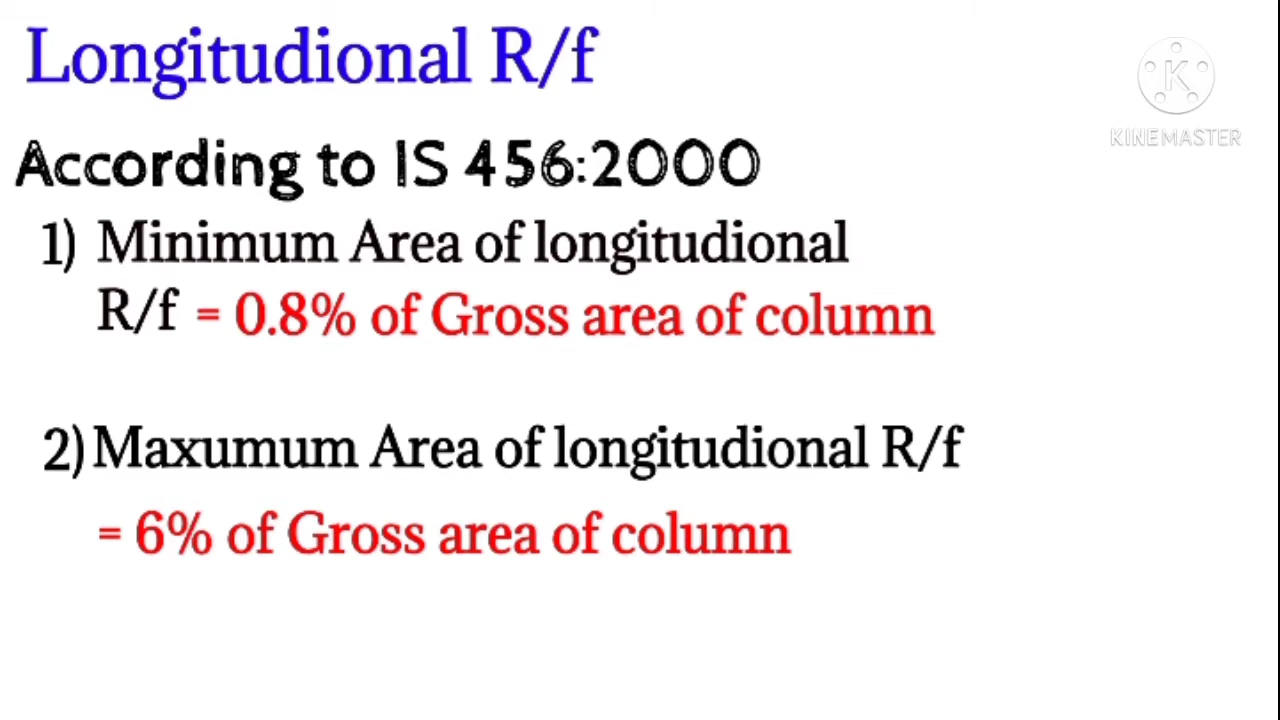 Longitudional R/f
K
KINEMASTER
According to IS 456:2000
1) Minimum Area of longitudional
R/f = 0.8% of Gross area of column
2) Maxumum Area of longitudional R/f
= 6% of Gross area of column